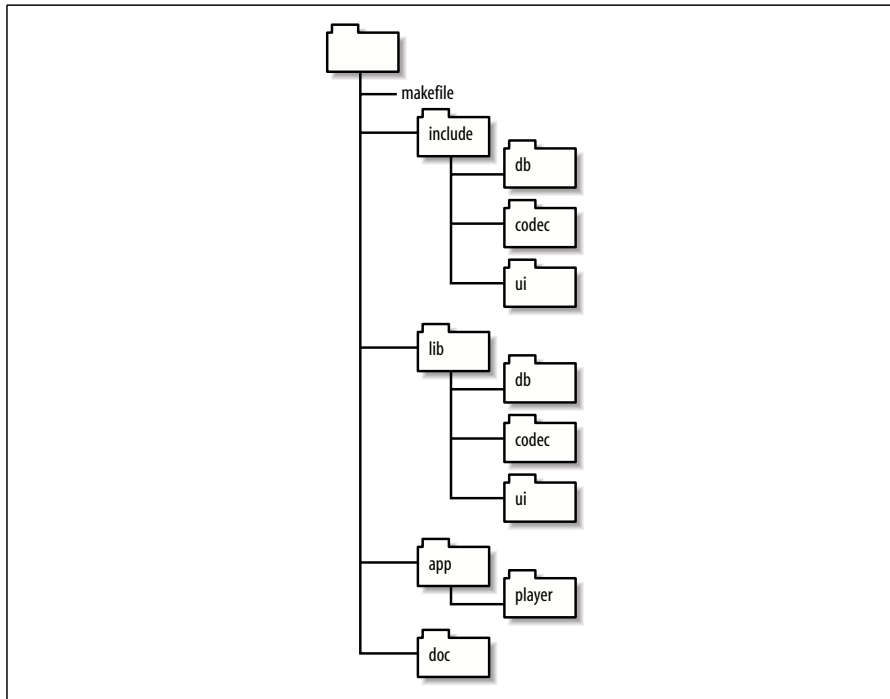 makefile
include
db
codec
ui
lib
db
codec
ui
app
player
doc